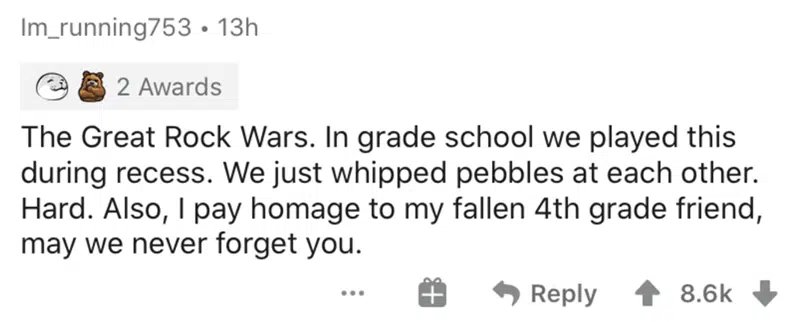 Im_running753 • 13h
2 Awards
The Great Rock Wars. In grade school we played this
during recess. We just whipped pebbles at each other.
Hard. Also, I pay homage to my fallen 4th grade friend,
may we never forget you.
... Reply 8.6k